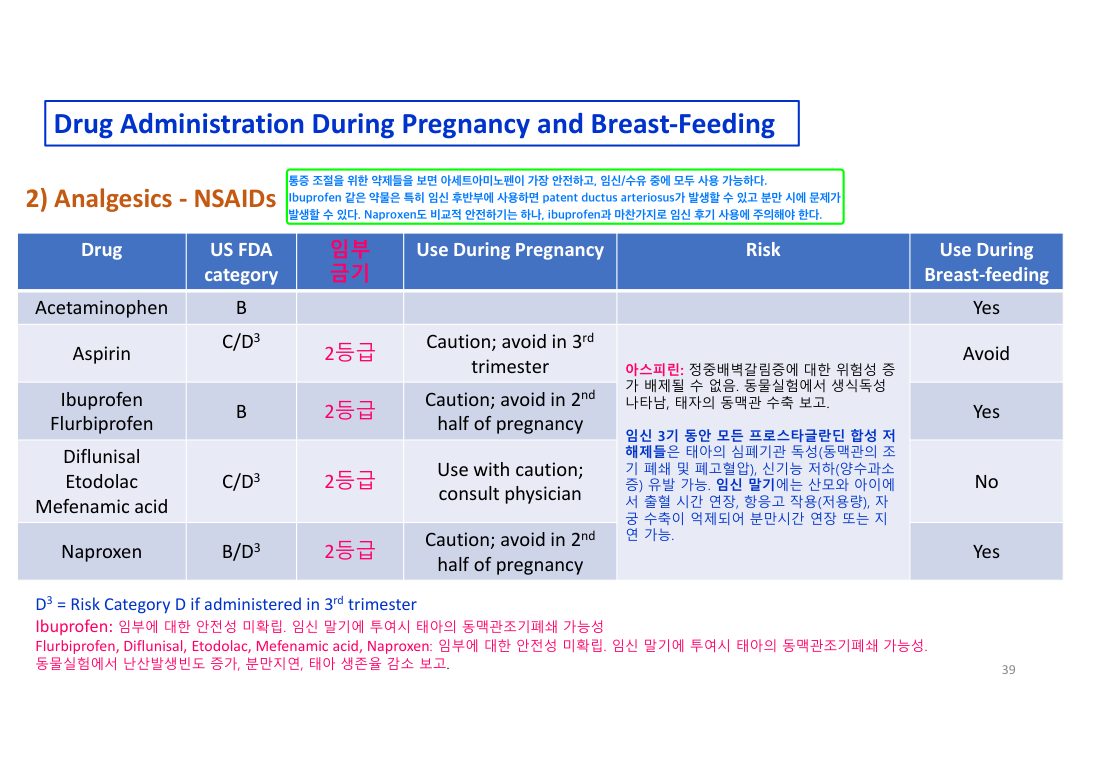 Drug Administration During Pregnancy and Breast-Feeding
2) Analgesics - NSAIDs
통증 조절을 위한 약제들을 보면 아세트아미노펜이 가장 안전하고, 임신/수유 중에 모두 사용 가능하다.
Ibuprofen 같은 약물은 특히 임신 후반부에 사용하면 patent ductus arteriosus가 발생할 수 있고 분만 시에 문제가
발생할 수 있다. Naproxen도 비교적 안전하기는 하나, ibuprofen과 마찬가지로 임신 후기 사용에 주의해야 한다.
Drug
US FDA
category
임부
금기
Use During Pregnancy
Risk
Use During
Breast-feeding
Acetaminophen
B
Yes
Aspirin
C/D³
2등급
Caution; avoid in 3rd
trimester
Avoid
Ibuprofen
Flurbiprofen
B
2등급
Caution; avoid in 2nd
half of pregnancy
Yes
Diflunisal
Etodolac
Mefenamic acid
C/D³
2등급
Use with caution;
consult physician
No
Naproxen
B/D³
2등급
Caution; avoid in 2nd
half of pregnancy
Yes
아스피린: 정중배벽갈림증에 대한 위험성 증
가 배제될 수 없음. 동물실험에서 생식독성
나타남, 태자의 동맥관 수축 보고.
임신 3기 동안 모든 프로스타글란딘 합성 저
해제들은 태아의 심폐기관 독성(동맥관의 조
기 폐쇄 및 폐고혈압), 신기능 저하(양수과소
증) 유발 가능. 임신 말기에는 산모와 아이에
서 출혈 시간 연장, 항응고 작용(저용량), 자
궁 수축이 억제되어 분만시간 연장 또는 지
연 가능.
D³ = Risk Category D if administered in 3rd trimester
Ibuprofen: 임부에 대한 안전성 미확립. 임신 말기에 투여시 태아의 동맥관조기폐쇄 가능성
Flurbiprofen, Diflunisal, Etodolac, Mefenamic acid, Naproxen: 임부에 대한 안전성 미확립. 임신 말기에 투여시 태아의 동맥관조기폐쇄 가능성.
동물실험에서 난산발생빈도 증가, 분만지연, 태아 생존율 감소 보고.
39